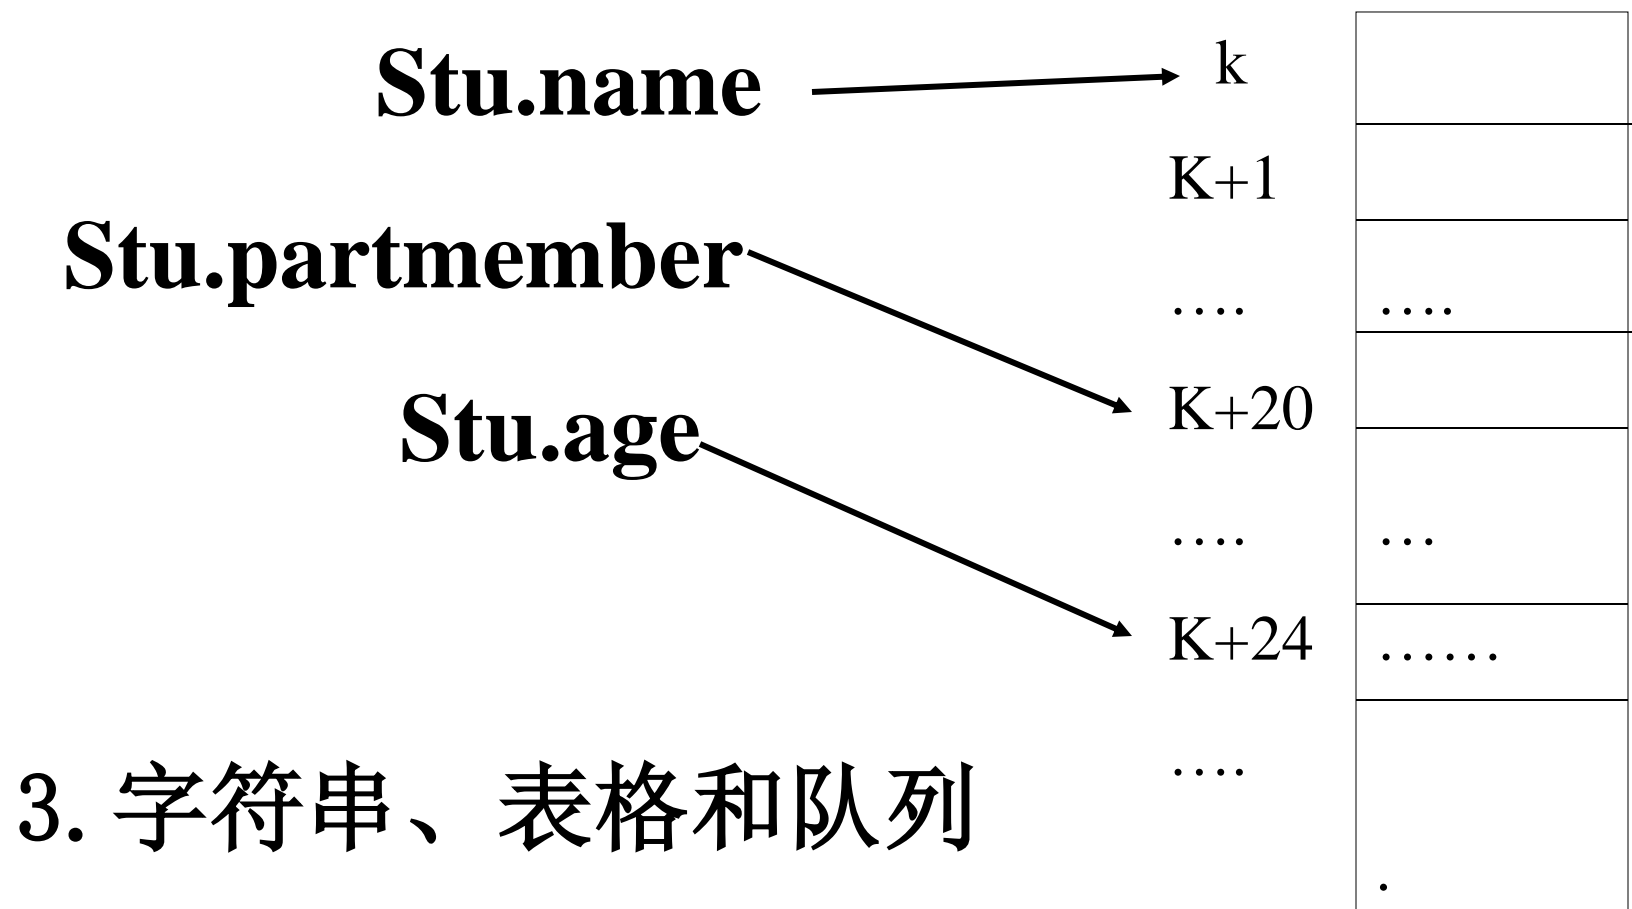 Stu.name
k
K+1
Stu.partmember
…. ….
K+20
Stu.age
…. …
K+24 ……
3.字符串、表格和队列
….
.